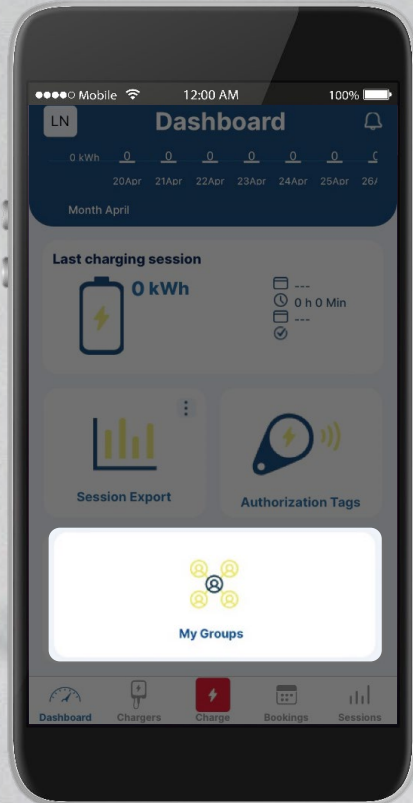 Mobile 12:00 AM 100%
LN Dashboard
0 kWh 0 0 0 0 0 0
20Apr 21Apr 22Apr 23Apr 24Apr 25Apr 26
Month April
Last charging session
0 kWh
---
0 h 0 Min
---
Session Export
Authorization Tags
My Groups
Dashboard Chargers Charge Bookings Sessions